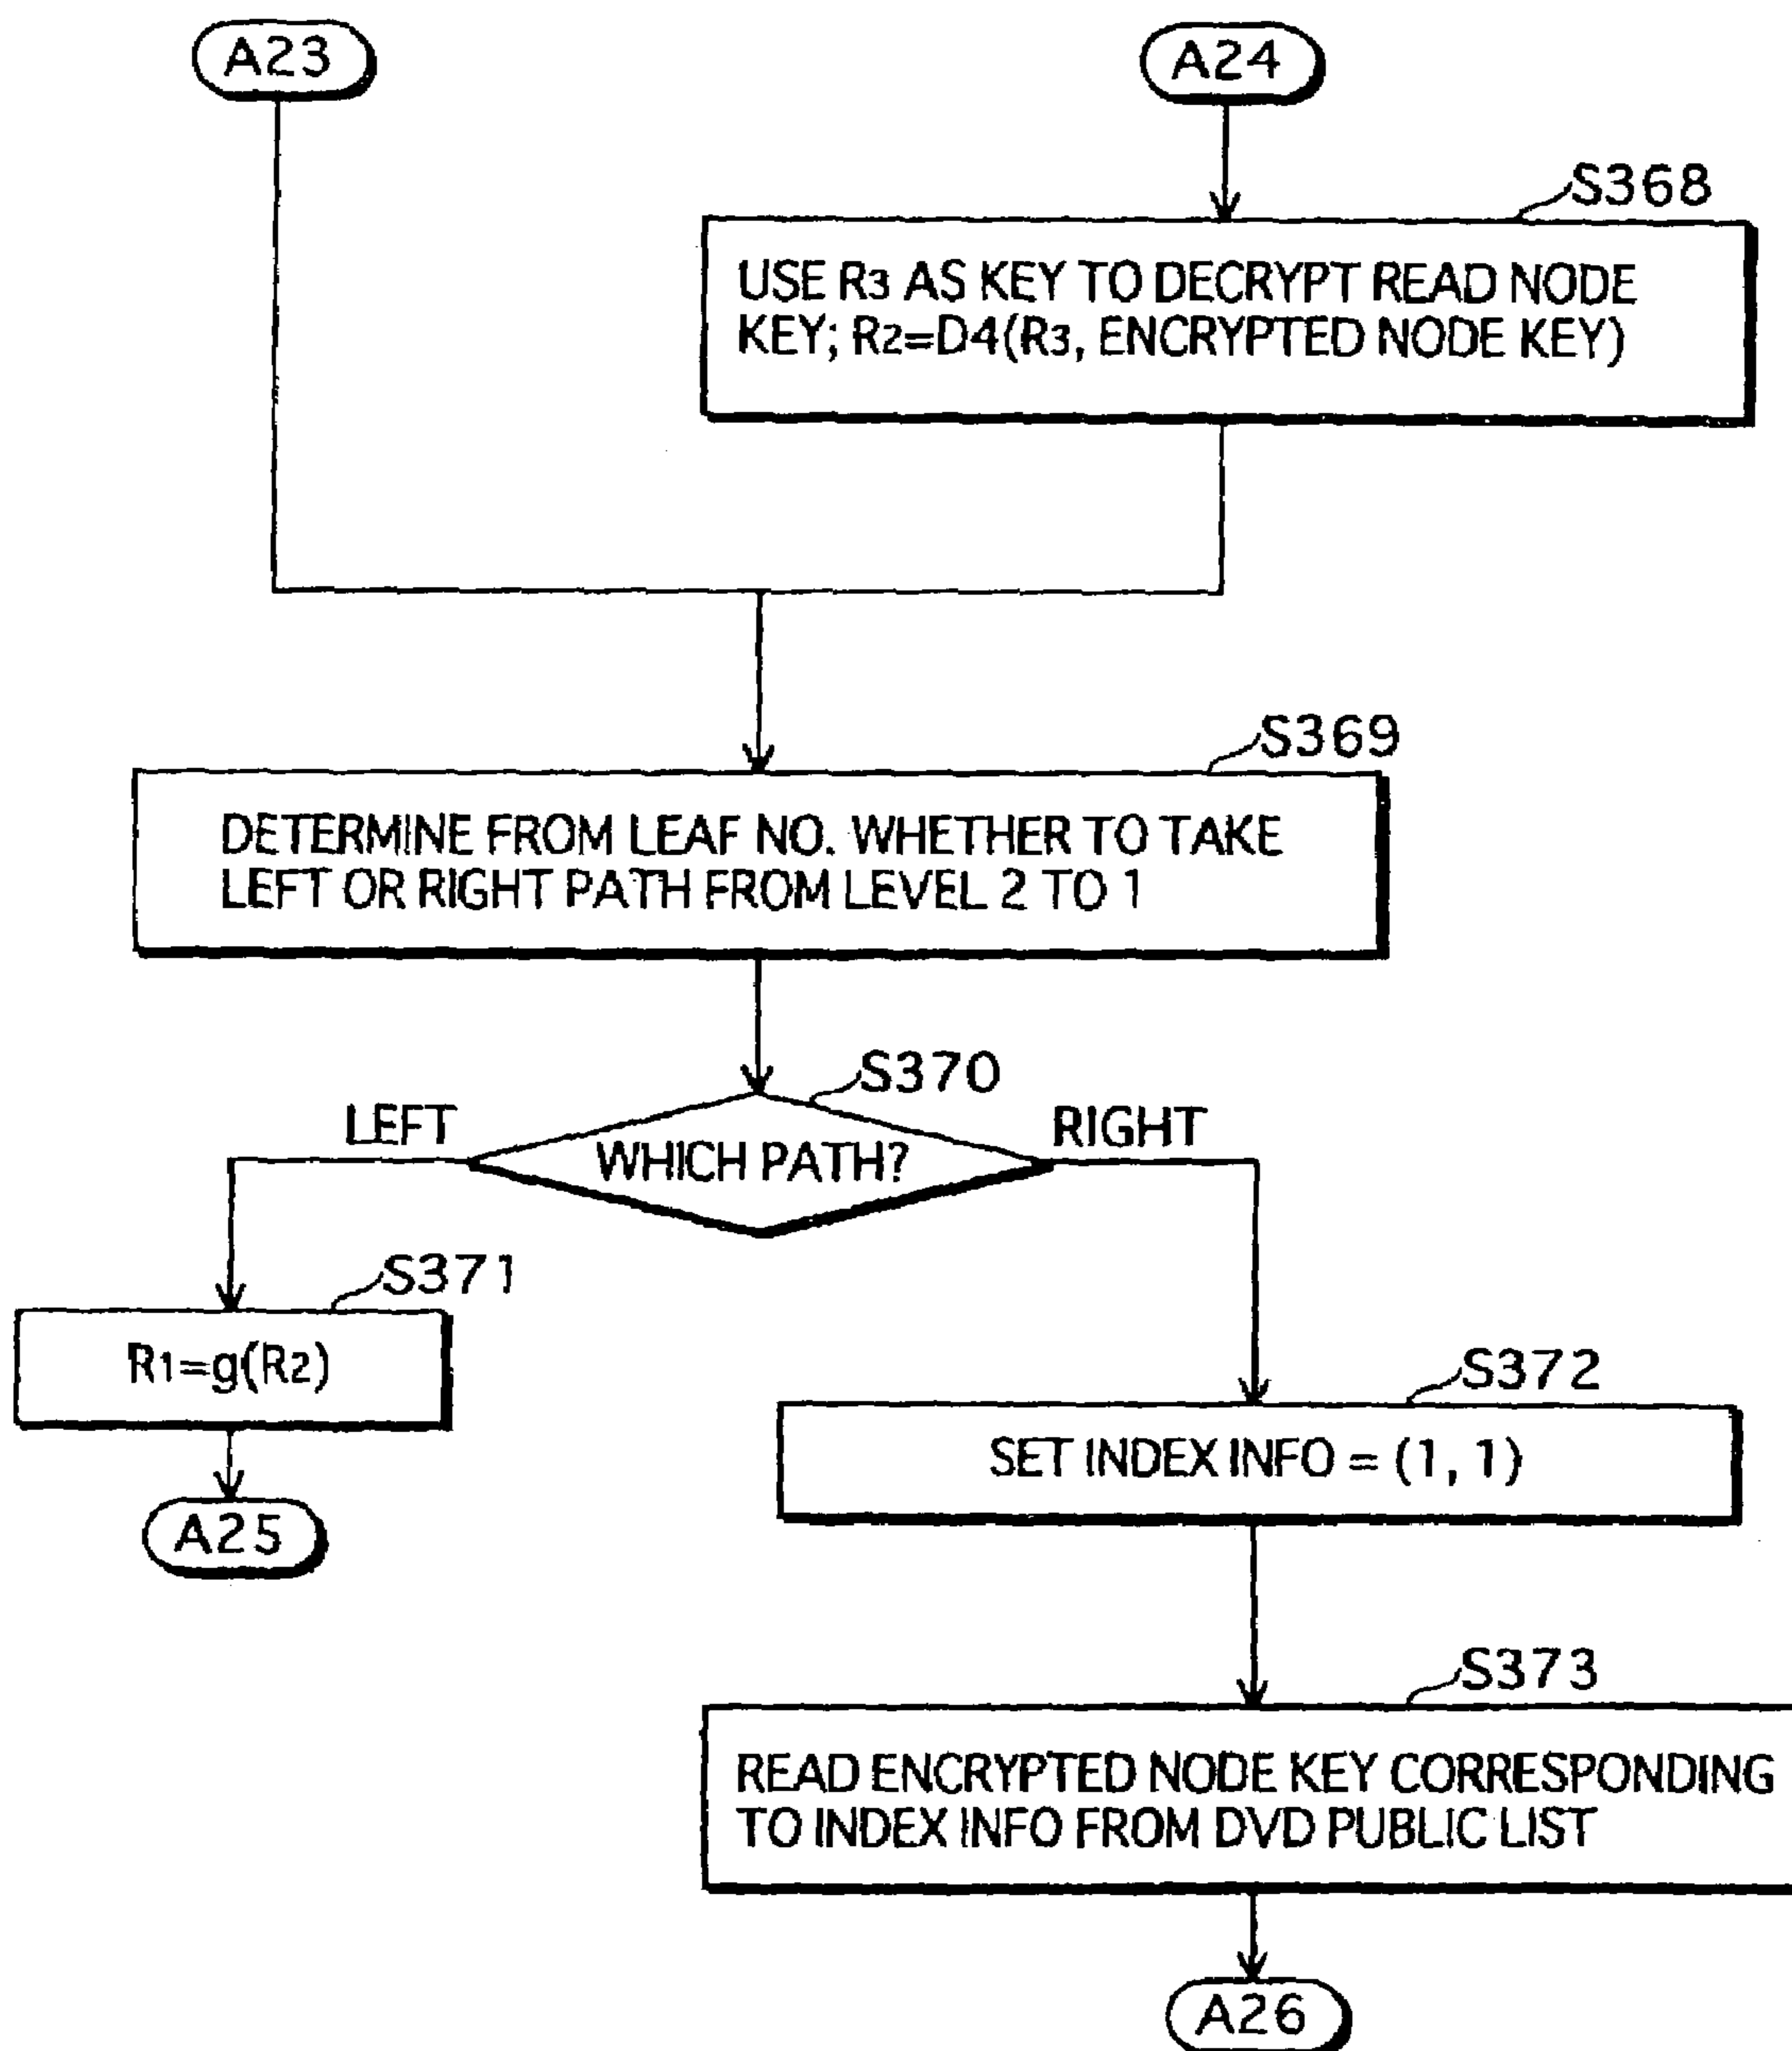 A23
A24
S368
USE R3 AS KEY TO DECRYPT READ NODE
KEY; R2=D4(R3, ENCRYPTED NODE KEY)
S369
DETERMINE FROM LEAF NO. WHETHER TO TAKE
LEFT OR RIGHT PATH FROM LEVEL 2 TO 1
S370
LEFT
WHICH PATH?
RIGHT
S371
R1=g(R2)
A25
S372
SET INDEX INFO = (1, 1)
S373
READ ENCRYPTED NODE KEY CORRESPONDING
TO INDEX INFO FROM DVD PUBLIC LIST
A26